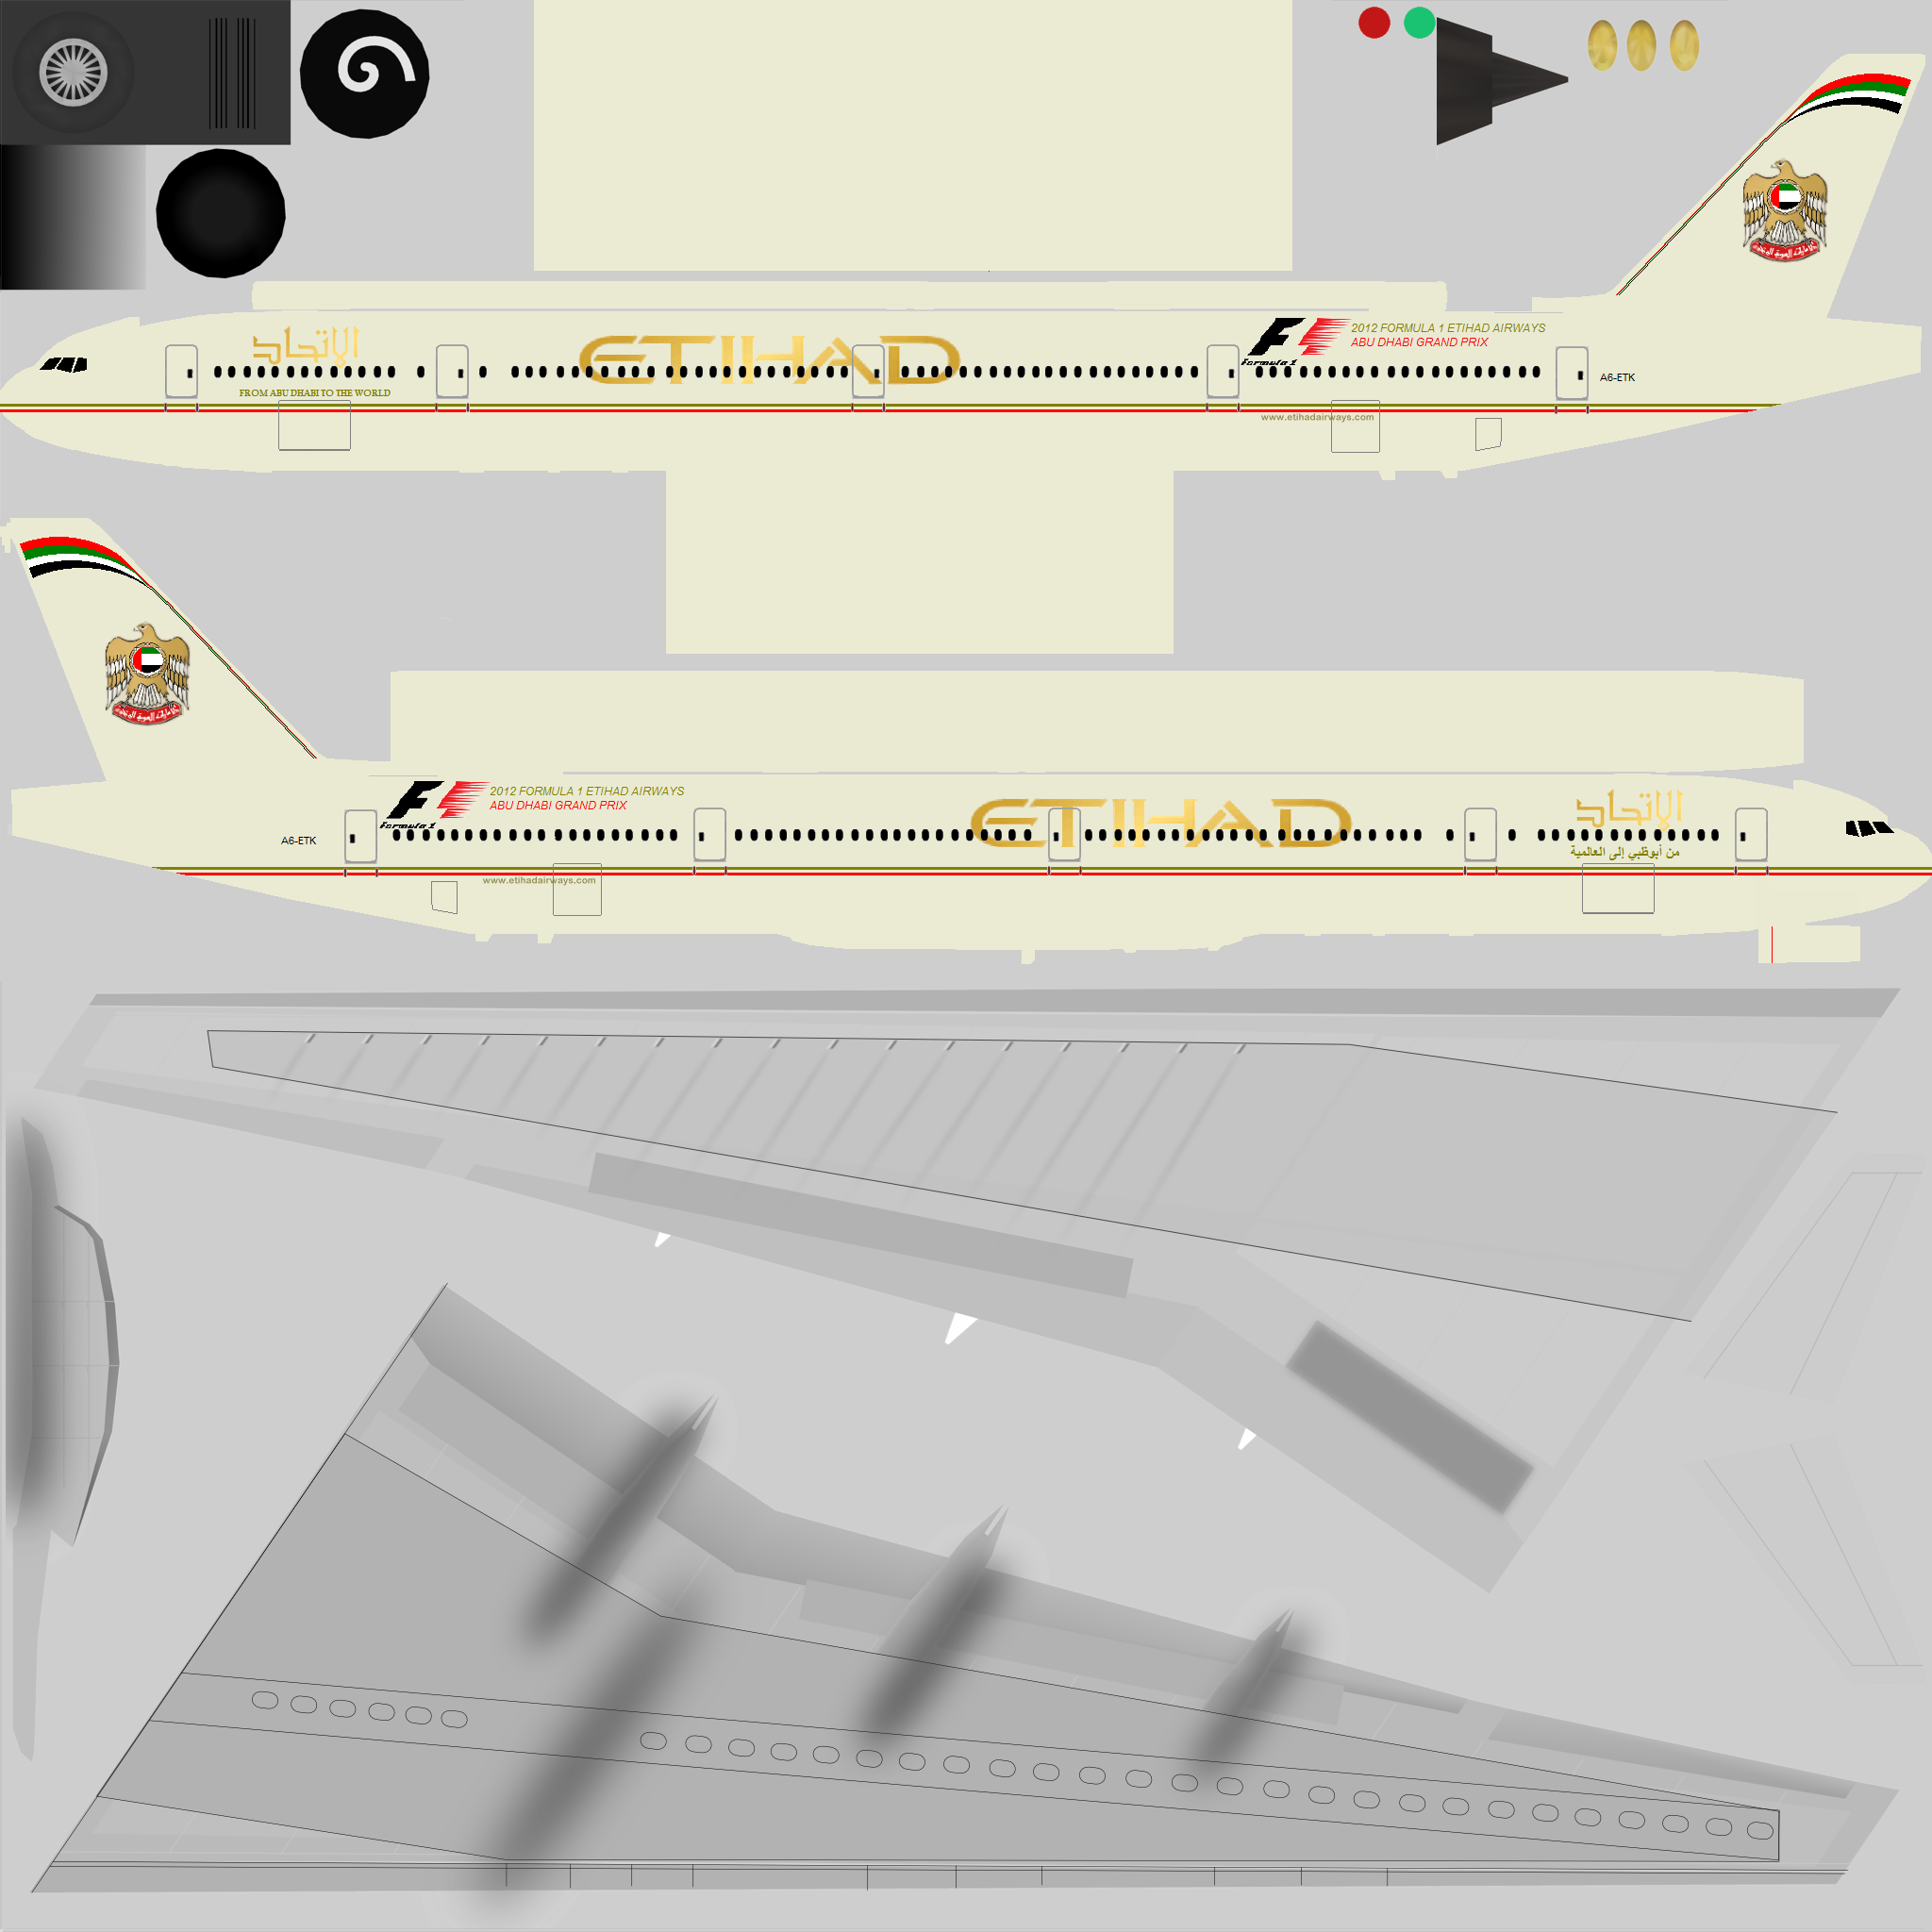 2012 FORMULA 1 ETIHAD AIRWAYS
ABU DHABI GRAND PRIX
Formula 1
الاتحاد
ETIHAD
FROM ABU DHABI TO THE WORLD
A6-ETK
www.etihadairways.com
2012 FORMULA 1 ETIHAD AIRWAYS
ABU DHABI GRAND PRIX
Formula 1
ETIHAD
الاتحاد
A6-ETK
من أبوظبي إلى العالمية
www.etihadairways.com